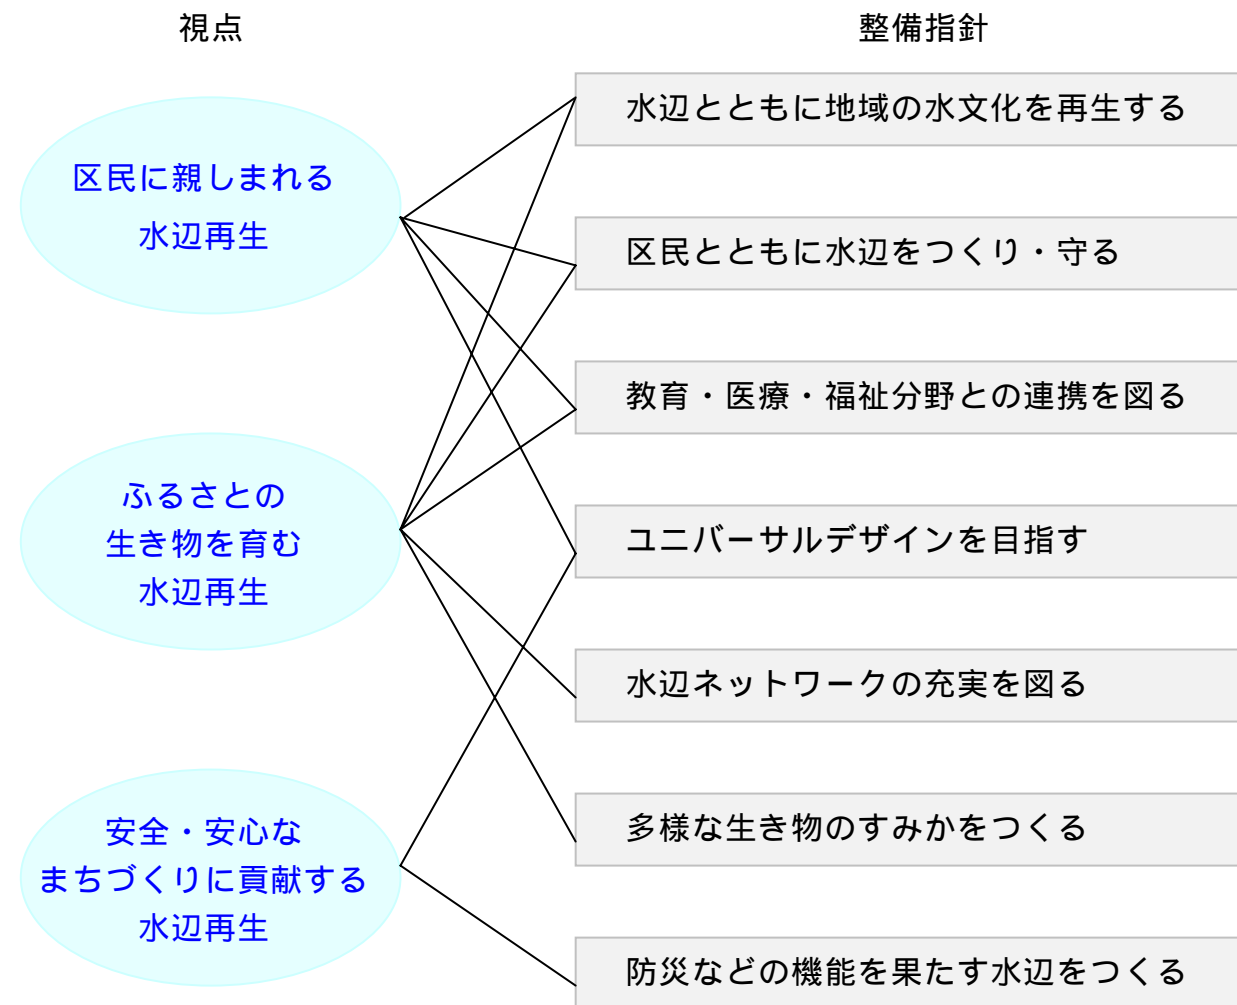 視点
整備指針
区民に親しまれる
水辺再生
ふるさとの
生き物を育む
水辺再生
安全・安心な
まちづくりに貢献する
水辺再生
水辺とともに地域の水文化を再生する
区民とともに水辺をつくり・守る
教育・医療・福祉分野との連携を図る
ユニバーサルデザインを目指す
水辺ネットワークの充実を図る
多様な生き物のすみかをつくる
防災などの機能を果たす水辺をつくる